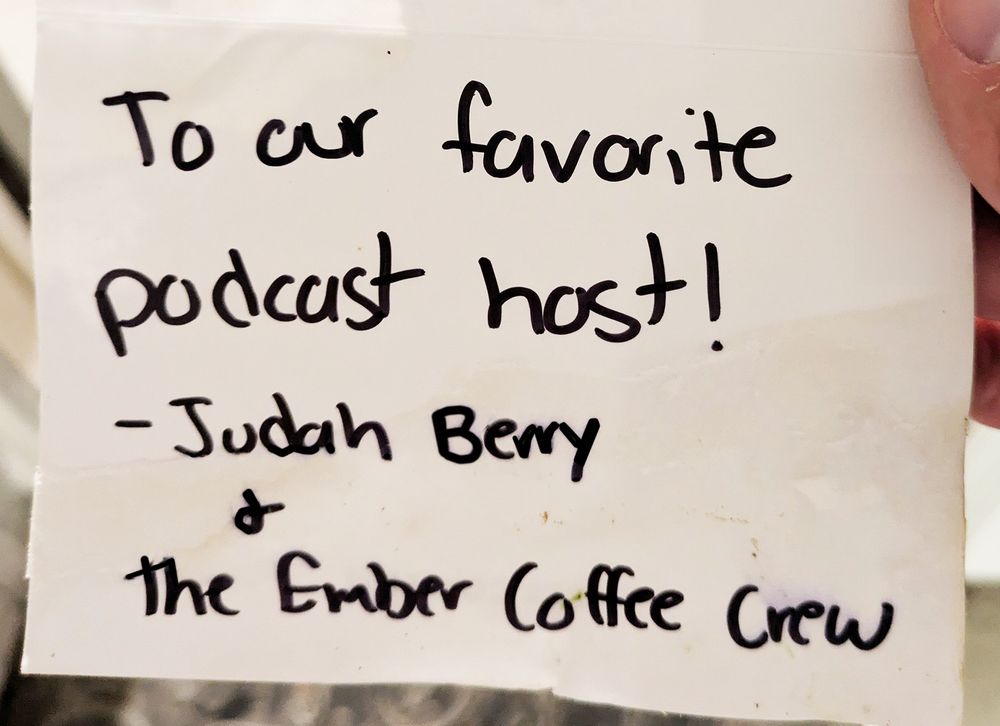 To our favorite
podcast host!
- Judah Berry
&
the Ember Coffee Crew